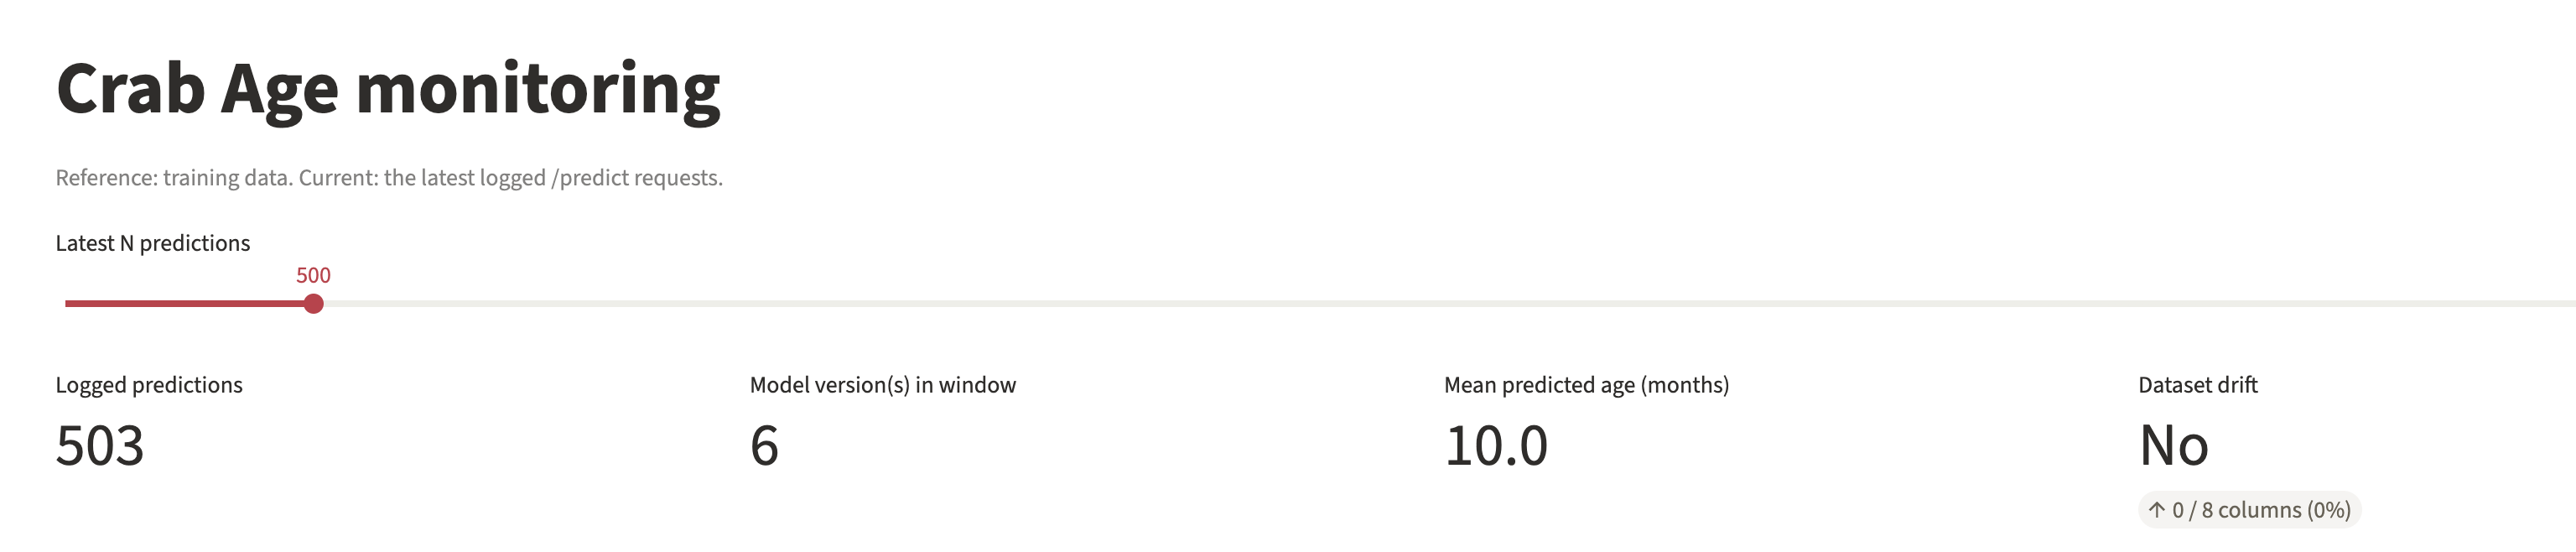 Crab Age monitoring
Reference: training data. Current: the latest logged /predict requests.
Latest N predictions
500
Logged predictions
503
Model version(s) in window
6
Mean predicted age (months)
10.0
Dataset drift
No
↑ 0 / 8 columns (0%)